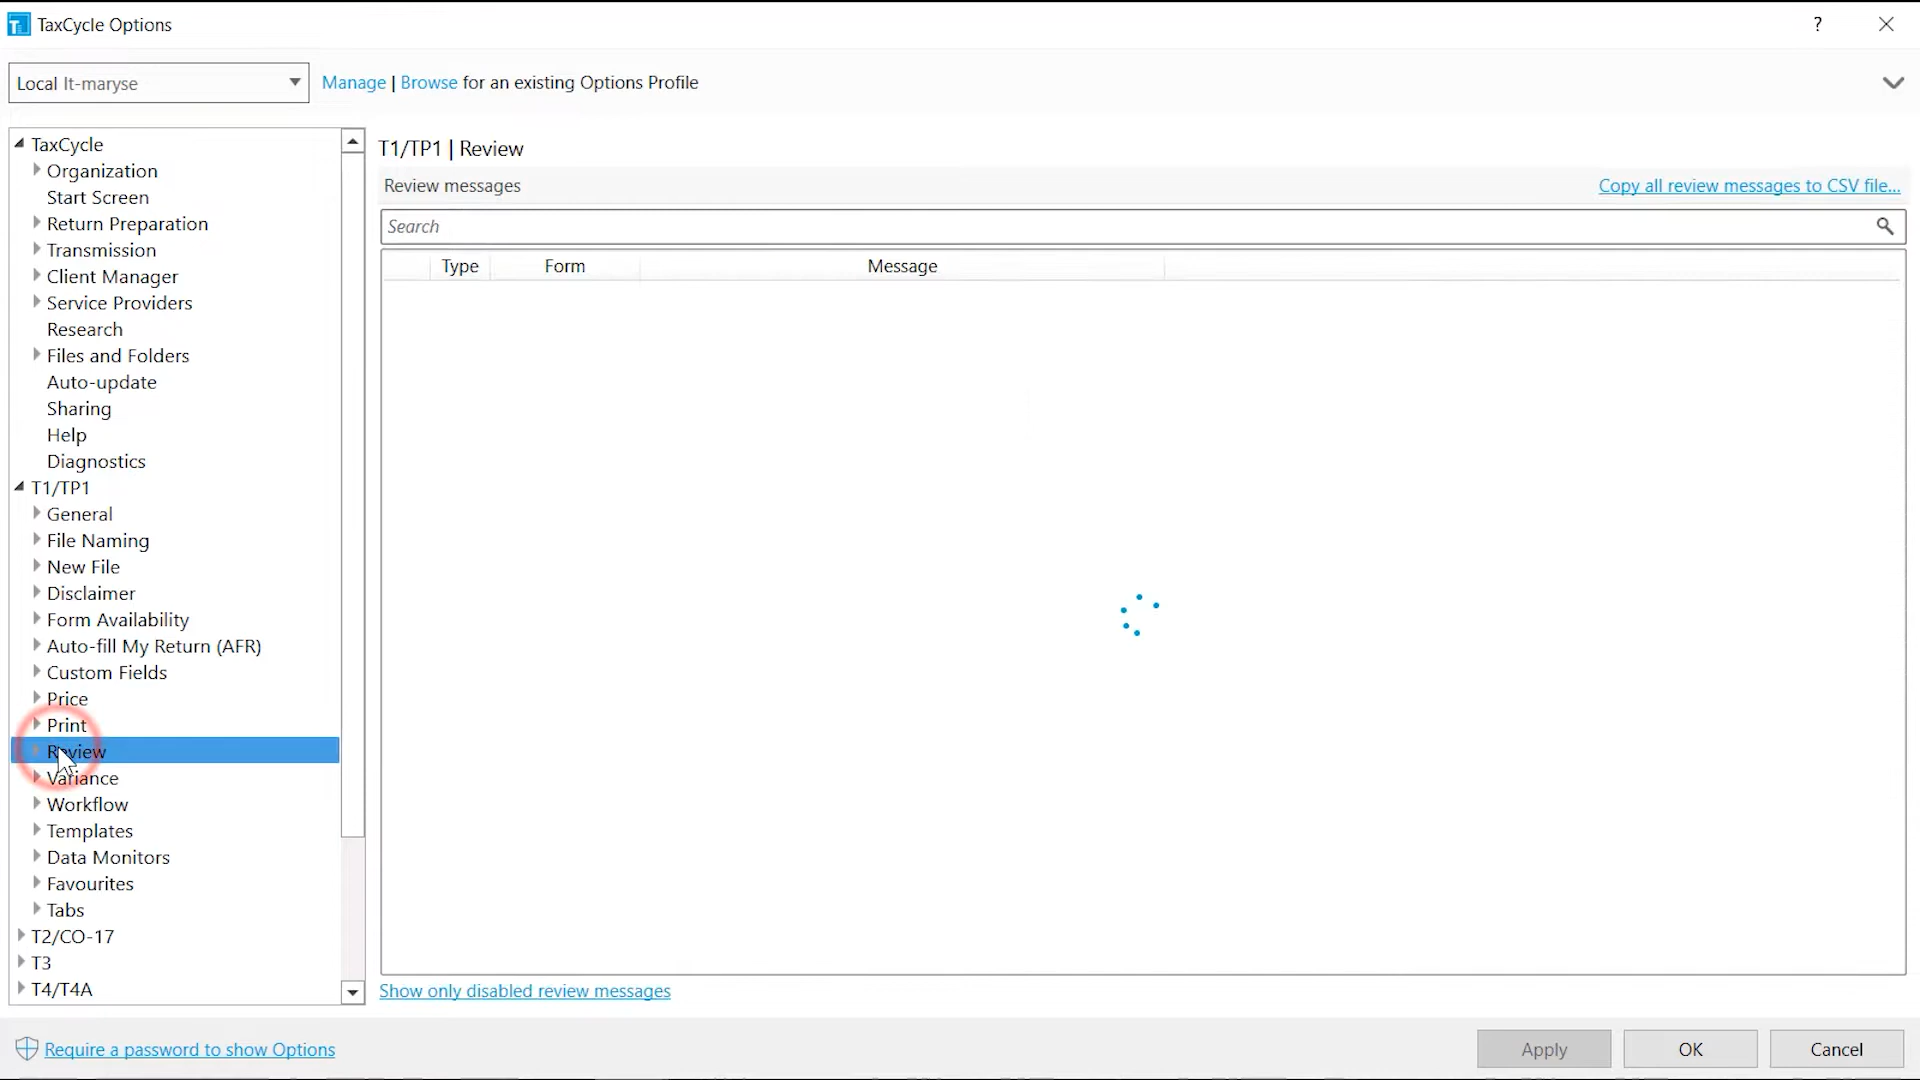 TaxCycle Options
?
Local lt-maryse
Manage | Browse for an existing Options Profile
TaxCycle
Organization
Start Screen
Return Preparation
Transmission
Client Manager
Service Providers
Research
Files and Folders
Auto-update
Sharing
Help
Diagnostics
T1/TP1
General
File Naming
New File
Disclaimer
Form Availability
Auto-fill My Return (AFR)
Custom Fields
Price
Print
Review
Variance
Workflow
Templates
Data Monitors
Favourites
Tabs
T2/CO-17
T3
T4/T4A
T1/TP1 | Review
Review messages
Copy all review messages to CSV file...
Search
Type Form Message
Show only disabled review messages
Require a password to show Options
Apply OK Cancel